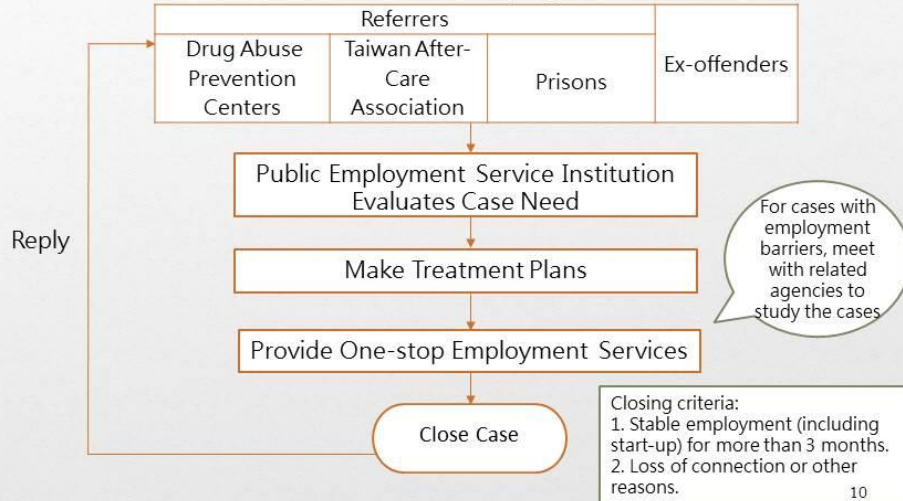 Referrers
Drug Abuse
Prevention
Centers
Taiwan After-
Care
Association
Prisons
Ex-offenders
Public Employment Service Institution
Evaluates Case Need
Reply
For cases with
employment
barriers, meet
with related
agencies to
study the cases
Make Treatment Plans
Provide One-stop Employment Services
Close Case
Closing criteria:
1. Stable employment (including
start-up) for more than 3 months.
2. Loss of connection or other
reasons.
10